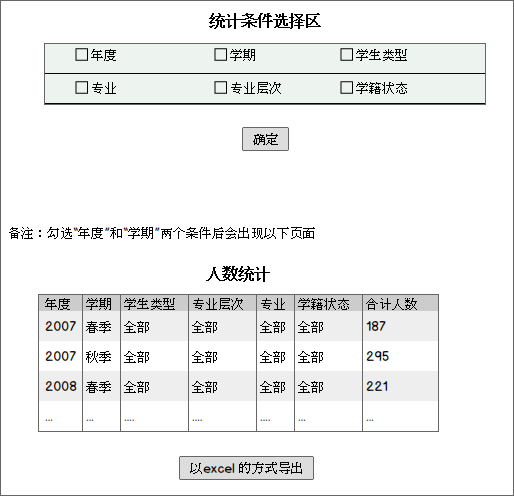 统计条件选择区
年度 学期 学生类型
专业 专业层次 学籍状态
确定
备注：勾选“年度”和“学期”两个条件后会出现以下页面
人数统计
年度 学期 学生类型 专业层次 专业 学籍状态 合计人数
2007 春季 全部 全部 全部 全部 187
2007 秋季 全部 全部 全部 全部 295
2008 春季 全部 全部 全部 全部 221
... ... .... .... ... ... ...
以excel 的方式导出